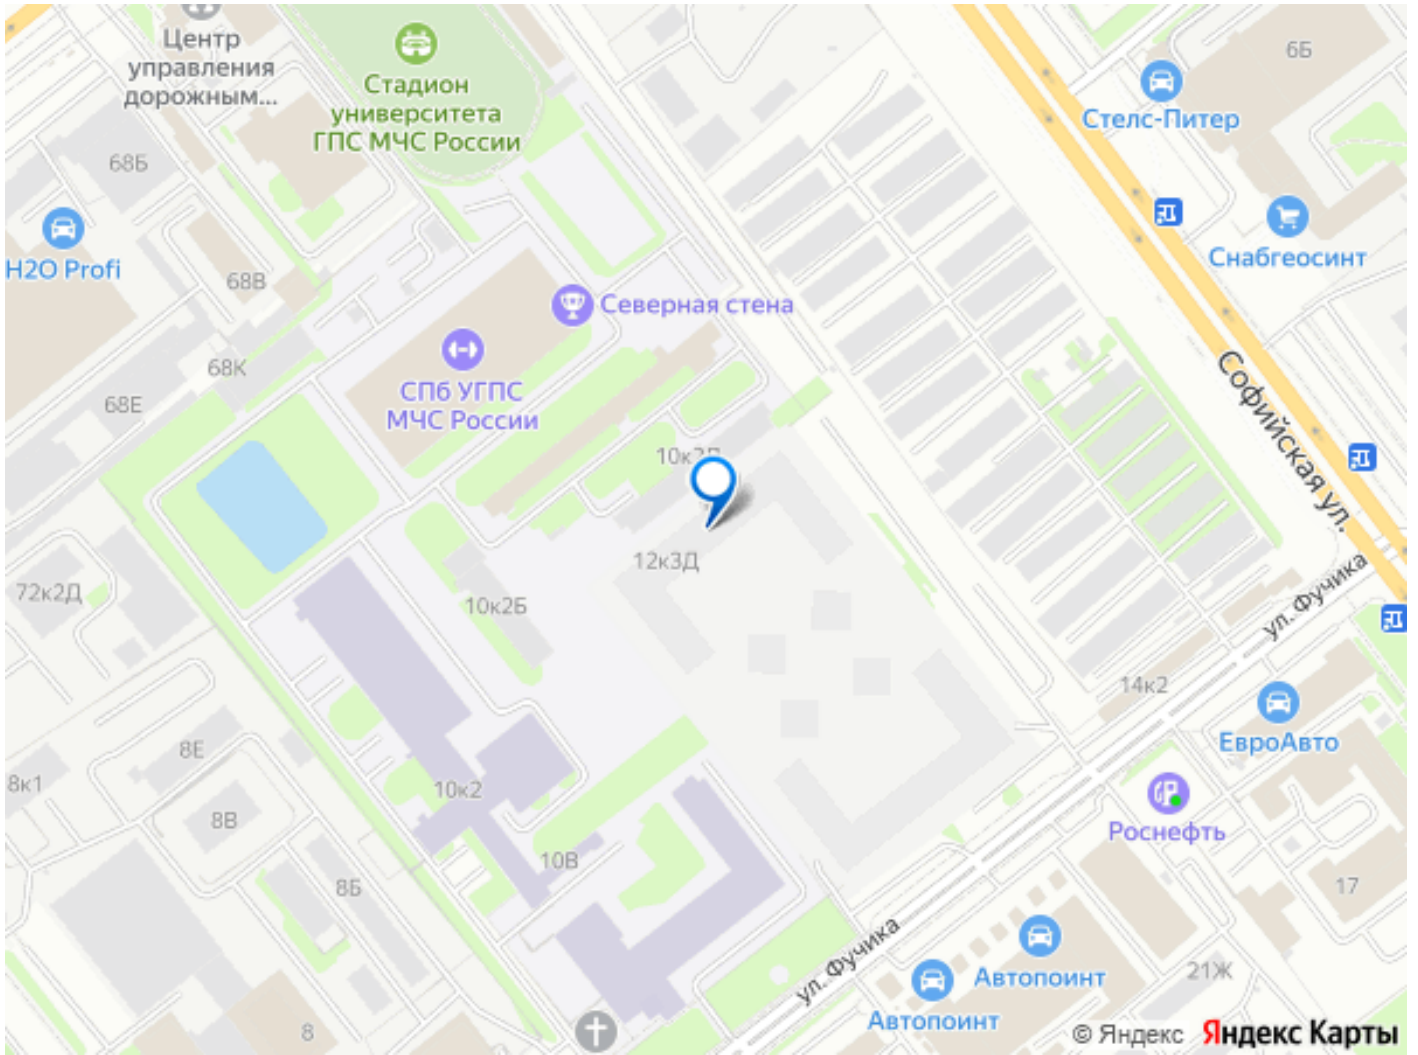 Центр
управления
дорожным...
Стадион
университета
ГПС МЧС России
6Б
Стелс-Питер
68Б
Снабгеосинт
H2O Profi
68В
Северная стена
68К
СПб УГПС
МЧС России
68Е
Софийская ул.
12к3Д
72к2Д
10к2Б
ул. Фучика
14к2
8Е
ЕвроАвто
8к1
10к2
8В
Роснефть
10В
8Б
17
ул. Фучика
Автопоинт
21Ж
Автопоинт
8
© Яндекс Яндекс Карты